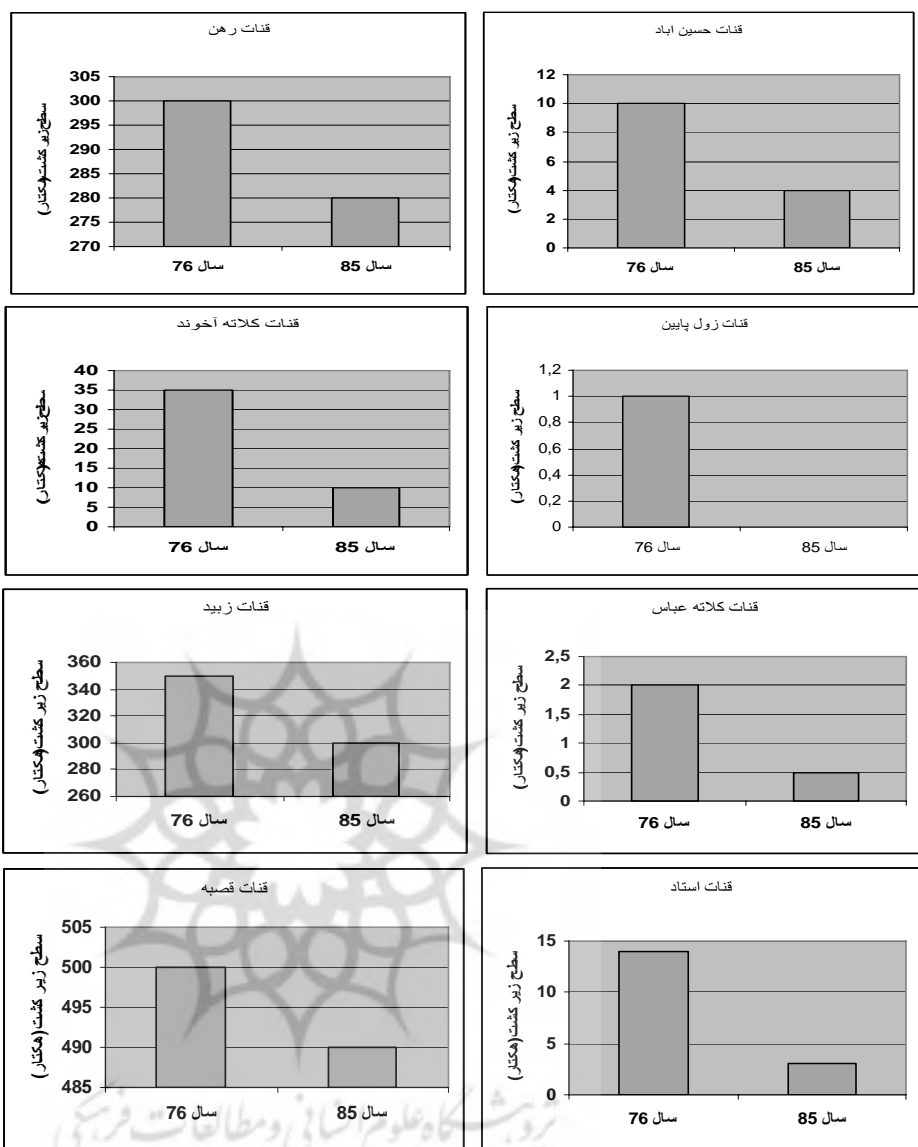 قنات رهن
سطح زیر کشت(هکتار)
305
300
295
290
285
280
275
270
سال 76
سال 85
قنات حسین اباد
سطح زیر کشت(هکتار)
12
10
8
6
4
2
0
سال 76
سال 85
قنات کلاته آخوند
سطح زیر کشت(هکتار)
40
35
30
25
20
15
10
5
0
سال 76
سال 85
قنات زول پایین
سطح زیر کشت(هکتار)
1,2
1
0,8
0,6
0,4
0,2
0
سال 76
سال 85
قنات زبید
سطح زیر کشت(هکتار)
360
340
320
300
280
260
سال 76
سال 85
قنات کلاته عباس
سطح زیر کشت(هکتار)
2,5
2
1,5
1
0,5
0
سال 76
سال 85
قنات قصبه
سطح زیر کشت(هکتار)
505
500
495
490
485
سال 76
سال 85
قنات استاد
سطح زیر کشت(هکتار)
15
10
5
0
سال 76
سال 85
پژوهشگاه علوم انسانی و مطالعات فرهنگی